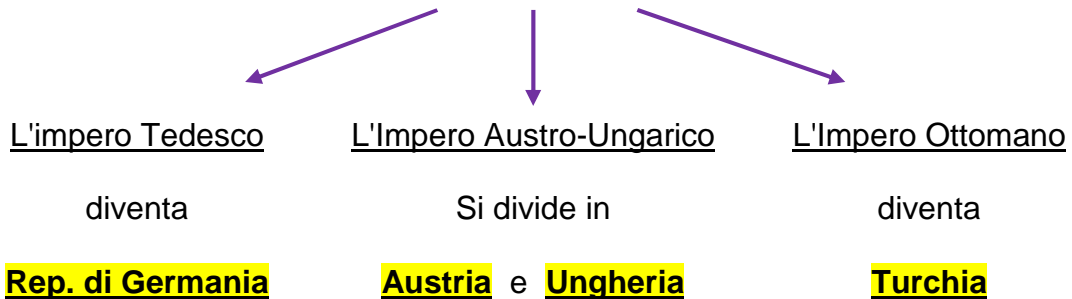 L'impero Tedesco L'Impero Austro-Ungarico L'Impero Ottomano
diventa Si divide in diventa
Rep. di Germania Austria e Ungheria Turchia